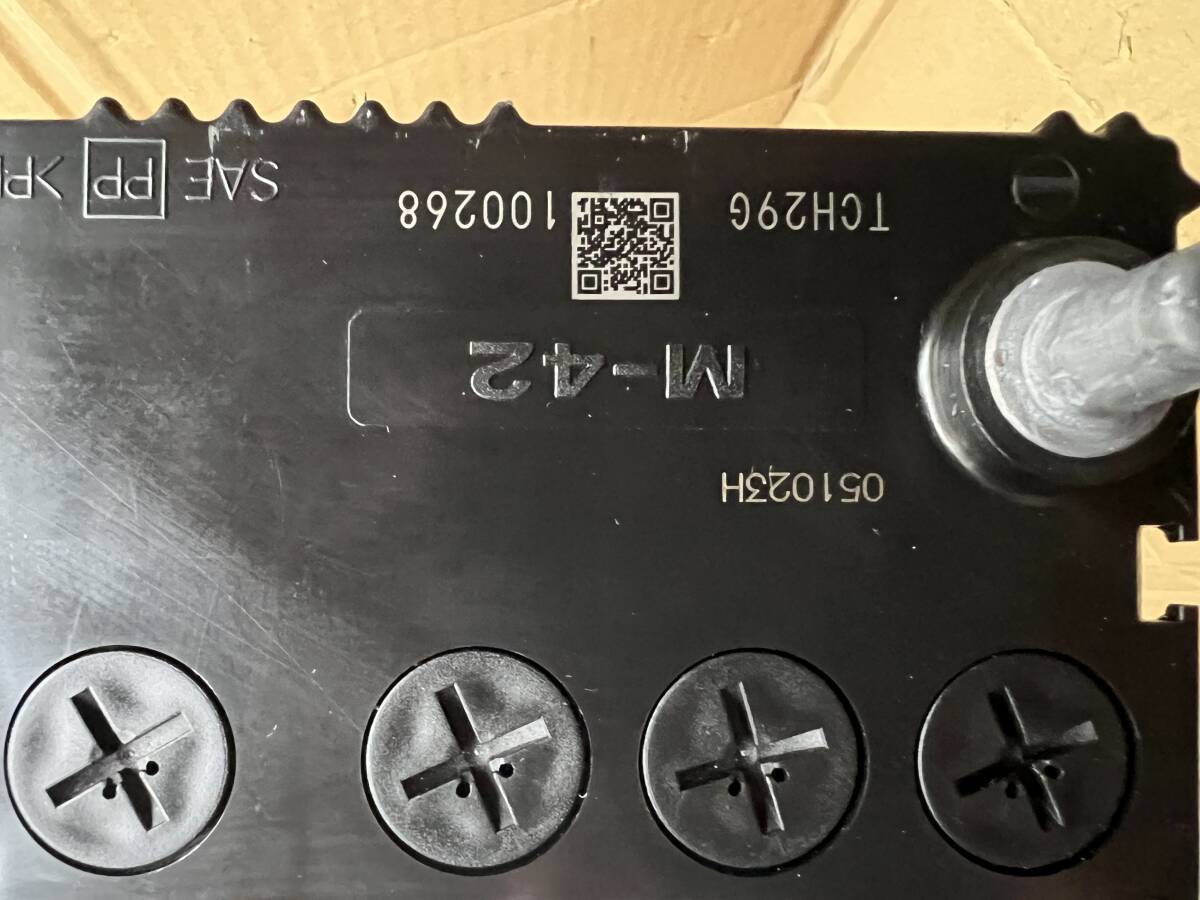 051023H
M-42
TCH29G 100268
SAE PP >P